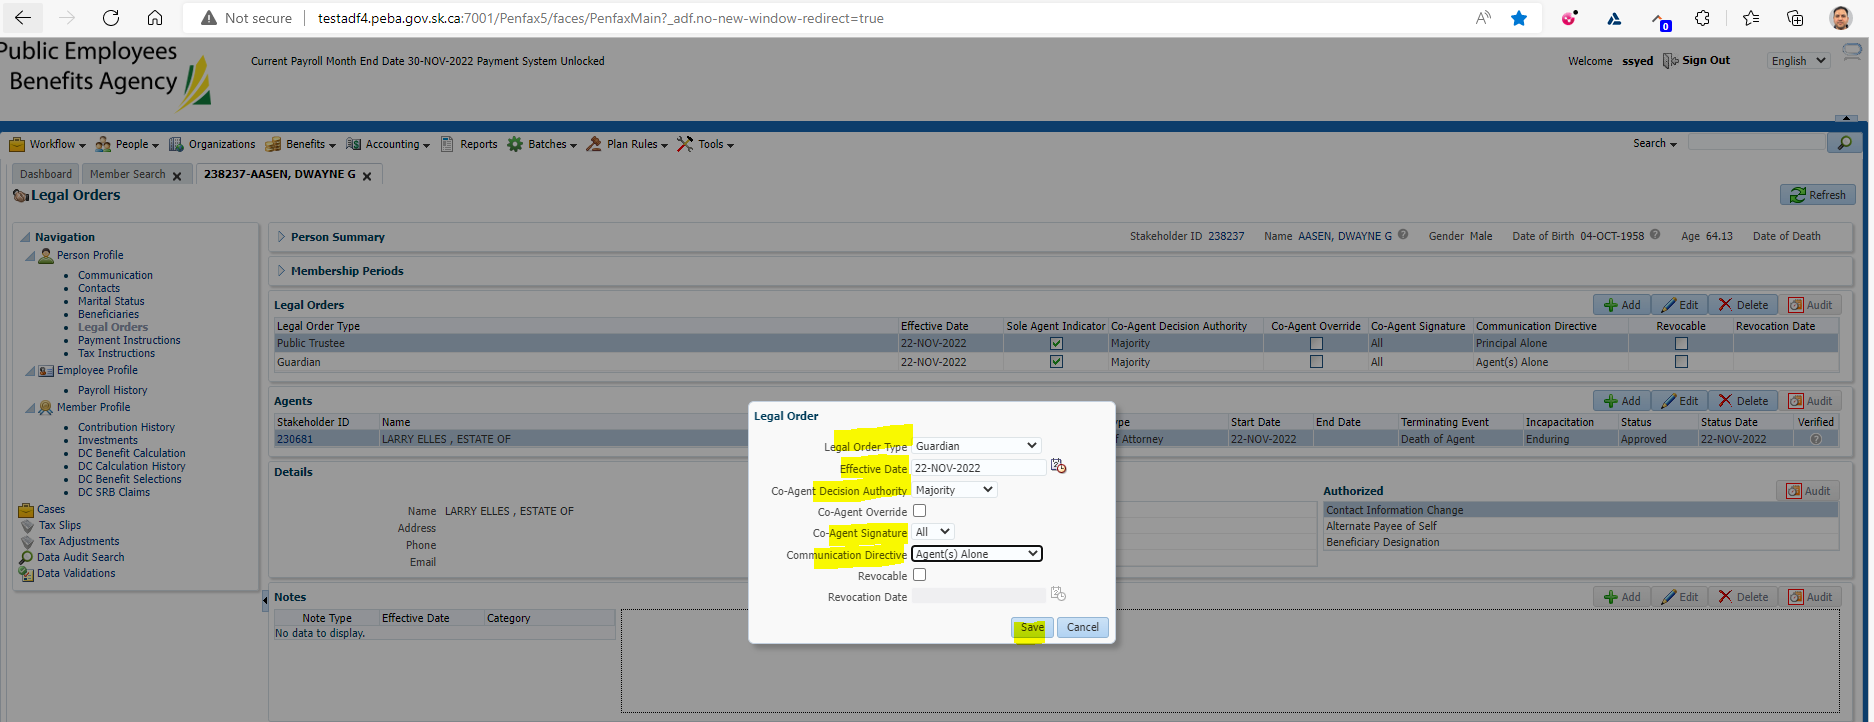 Not secure testadf4.peba.gov.sk.ca:7001/Penfax5/faces/PenfaxMain?_adf.no-new-window-redirect=true
0
Public Employees
Benefits Agency
Current Payroll Month End Date 30-NOV-2022 Payment System Unlocked
Welcome ssyed Sign Out English
Workflow People Organizations Benefits Accounting Reports Batches Plan Rules Tools Search
Dashboard Member Search 238237-AASEN, DWAYNE G
Legal Orders Refresh
Navigation
Person Profile
Communication
Contacts
Marital Status
Beneficiaries
Legal Orders
Payment Instructions
Tax Instructions
Employee Profile
Payroll History
Member Profile
Contribution History
Investments
DC Benefit Calculation
DC Calculation History
DC Benefit Selections
DC SRB Claims
Cases
Tax Slips
Tax Adjustments
Data Audit Search
Data Validations
Person Summary Stakeholder ID 238237 Name AASEN, DWAYNE G Gender Male Date of Birth 04-OCT-1958 Age 64.13 Date of Death
Membership Periods
Legal Orders Add Edit Delete Audit
Legal Order Type Effective Date Sole Agent Indicator Co-Agent Decision Authority Co-Agent Override Co-Agent Signature Communication Directive Revocable Revocation Date
Public Trustee 22-NOV-2022 Majority All Principal Alone
Guardian 22-NOV-2022 Majority All Agent(s) Alone
Agents Add Edit Delete Audit
Stakeholder ID Name ype Start Date End Date Terminating Event Incapacitation Status Status Date Verified
230681 LARRY ELLES , ESTATE OF f Attorney 22-NOV-2022 Death of Agent Enduring Approved 22-NOV-2022
Details
Name LARRY ELLES , ESTATE OF
Address
Phone
Email
Authorized Audit
Contact Information Change
Alternate Payee of Self
Beneficiary Designation
Notes Add Edit Delete Audit
Note Type Effective Date Category
No data to display.
Legal Order
Legal Order Type Guardian
Effective Date 22-NOV-2022
Co-Agent Decision Authority Majority
Co-Agent Override
Co-Agent Signature All
Communication Directive Agent(s) Alone
Revocable
Revocation Date
Save Cancel